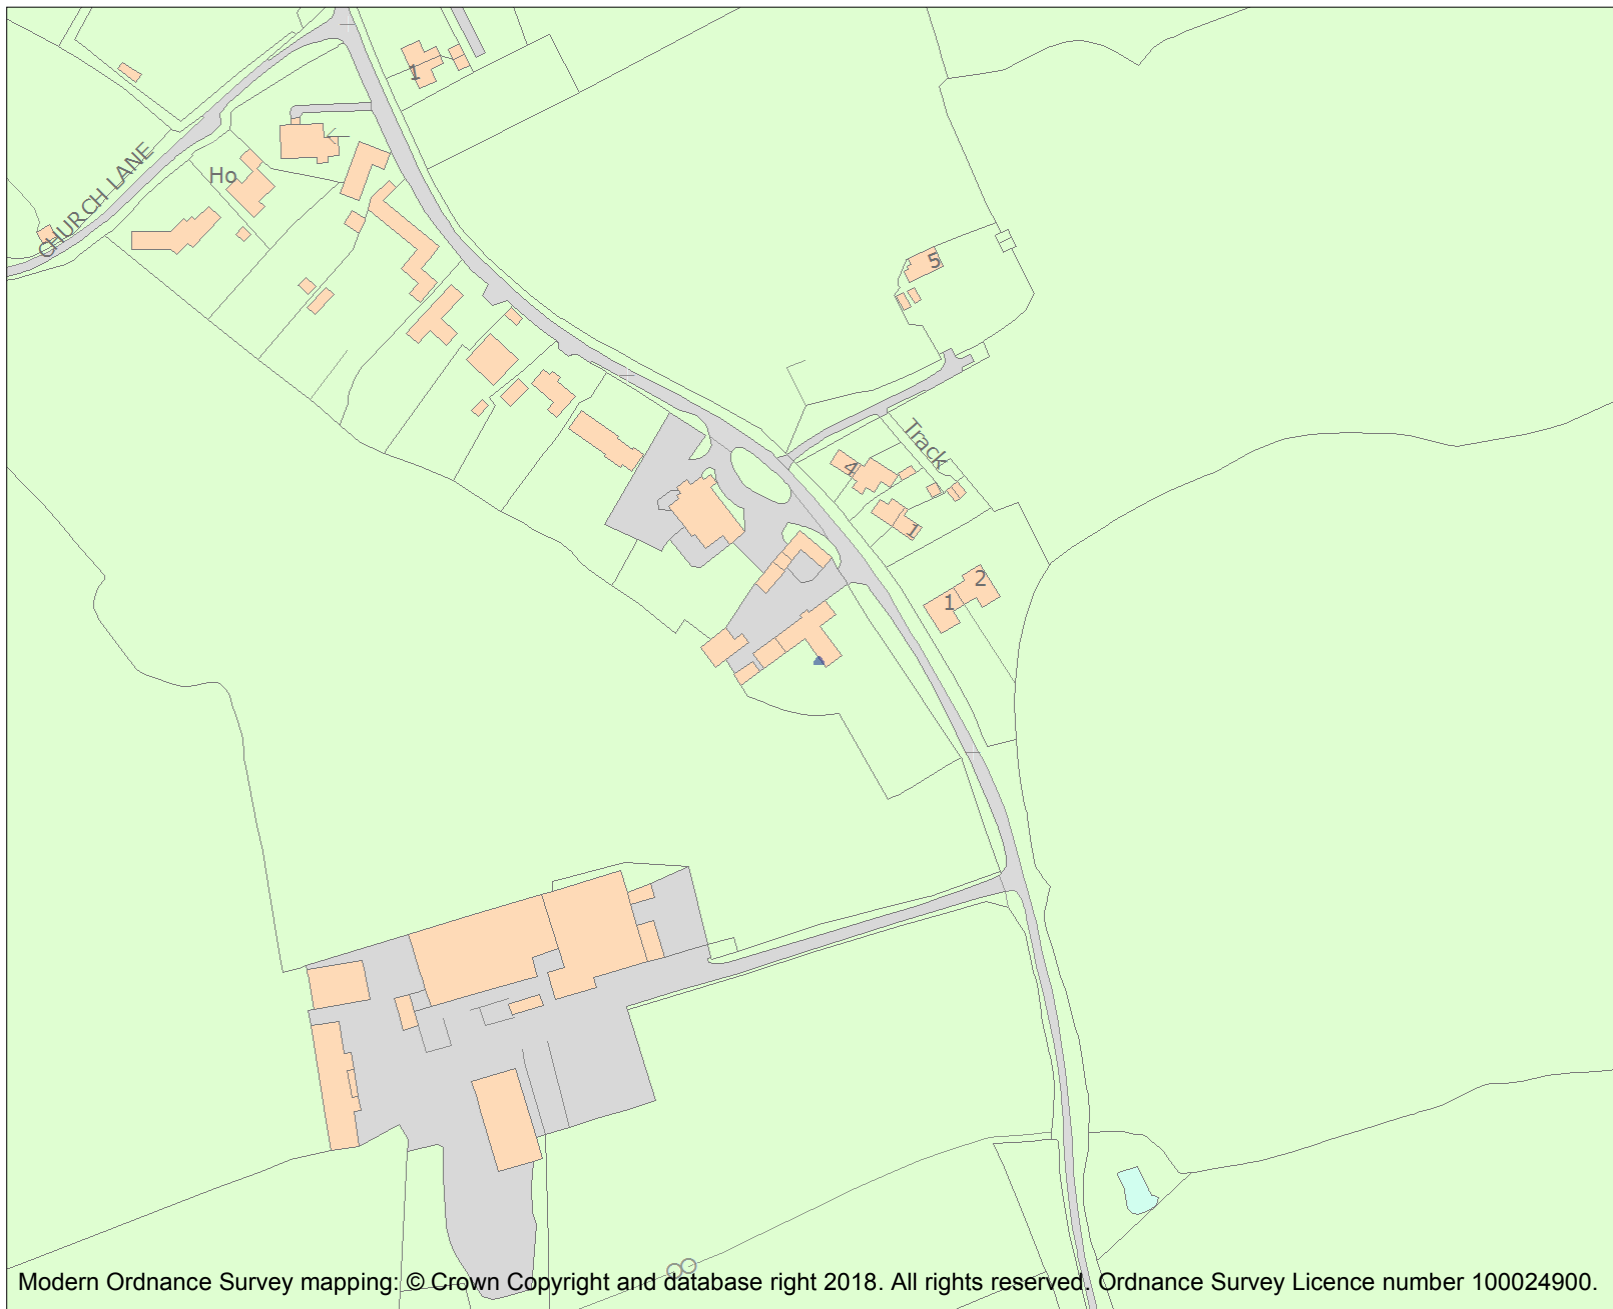 1
CHURCH LANE
Ho
5
Track
4
1
2
1
Modern Ordnance Survey mapping: © Crown Copyright and database right 2018. All rights reserved. Ordnance Survey Licence number 100024900.